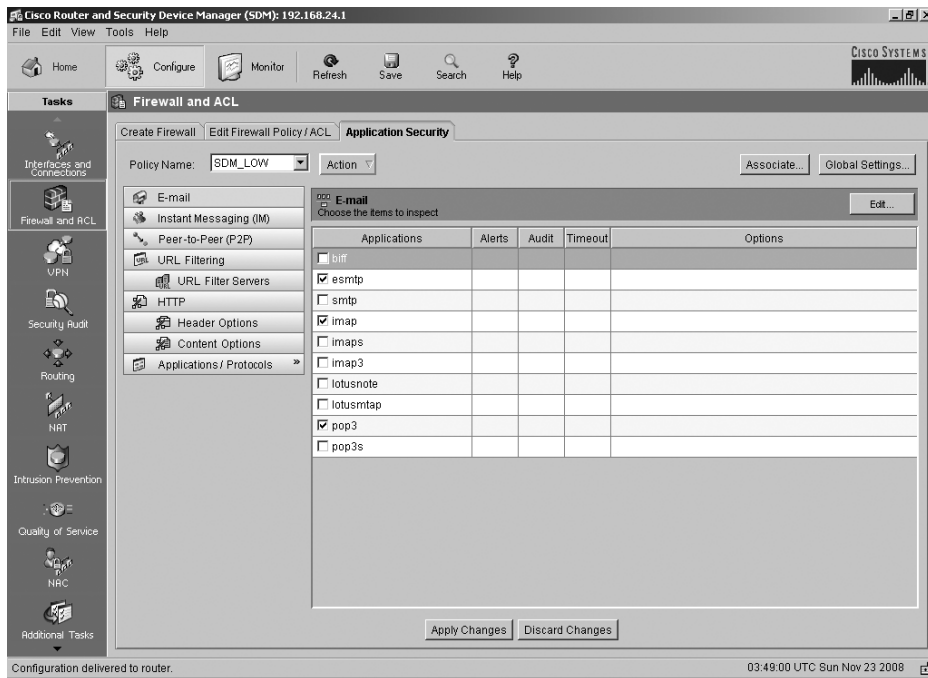 Cisco Router and Security Device Manager (SDM): 192.168.24.1
File Edit View Tools Help
Home Configure Monitor Refresh Save Search Help
CISCO SYSTEMS
Tasks
Firewall and ACL
Interfaces and Connections
Firewall and ACL
VPN
Security Audit
Routing
NAT
Intrusion Prevention
Quality of Service
NAC
Additional Tasks
Create Firewall Edit Firewall Policy / ACL Application Security
Policy Name: SDM_LOW Action Associate... Global Settings...
E-mail
Instant Messaging (IM)
Peer-to-Peer (P2P)
URL Filtering
URL Filter Servers
HTTP
Header Options
Content Options
Applications / Protocols »
E-mail
Choose the items to inspect
Edit...
Applications Alerts Audit Timeout Options
biff
esmtp
smtp
imap
imaps
imap3
lotusnote
lotusmtap
pop3
pop3s
Apply Changes Discard Changes
Configuration delivered to router. 03:49:00 UTC Sun Nov 23 2008